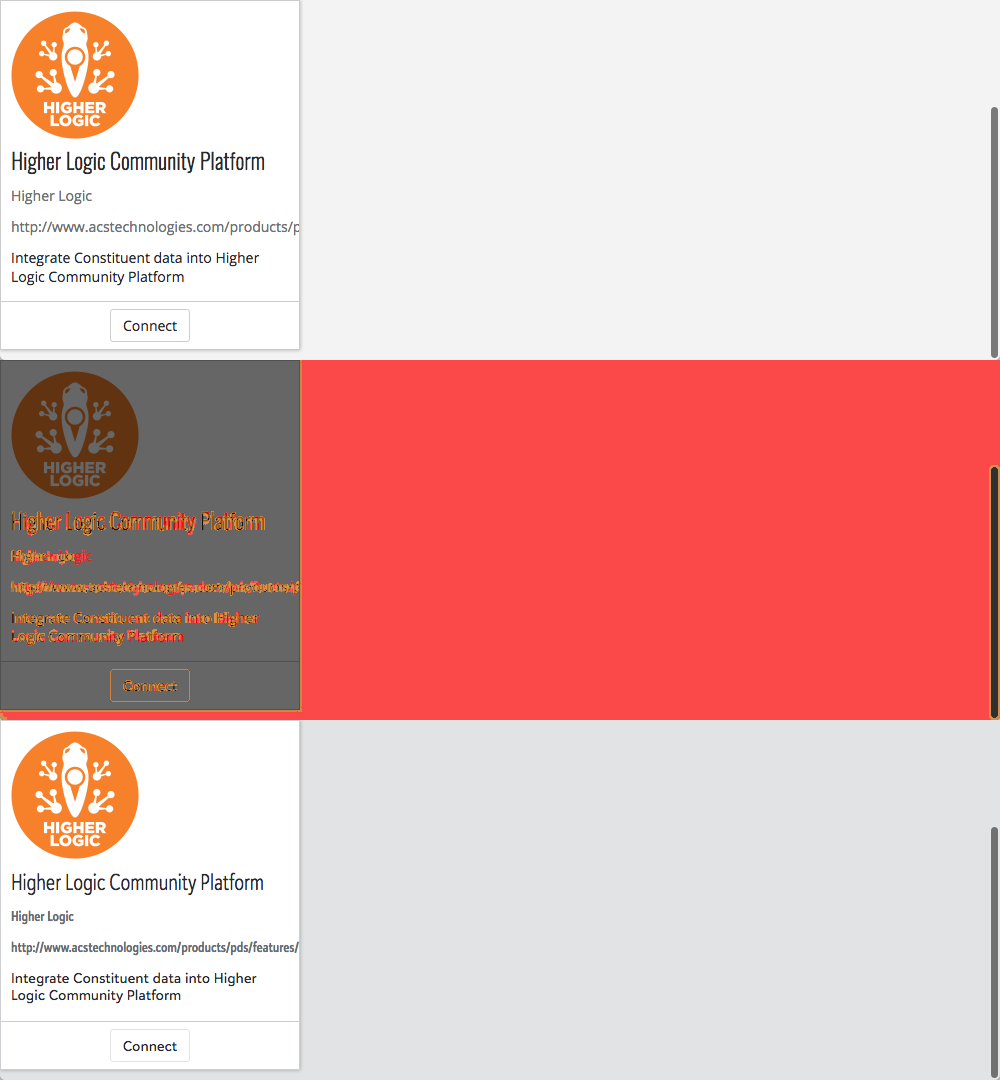 HIGHER
LOGIC
Higher Logic Community Platform
Higher Logic
http://www.acstechnologies.com/products/p
Integrate Constituent data into Higher
Logic Community Platform
Connect
HIGHER
LOGIC
Higher Logic Community Platform
Integrate Constituent data into Higher
Logic Community Platform
Connect
HIGHER
LOGIC
Higher Logic Community Platform
Higher Logic
http://www.acstechnologies.com/products/pds/features/
Integrate Constituent data into Higher
Logic Community Platform
Connect